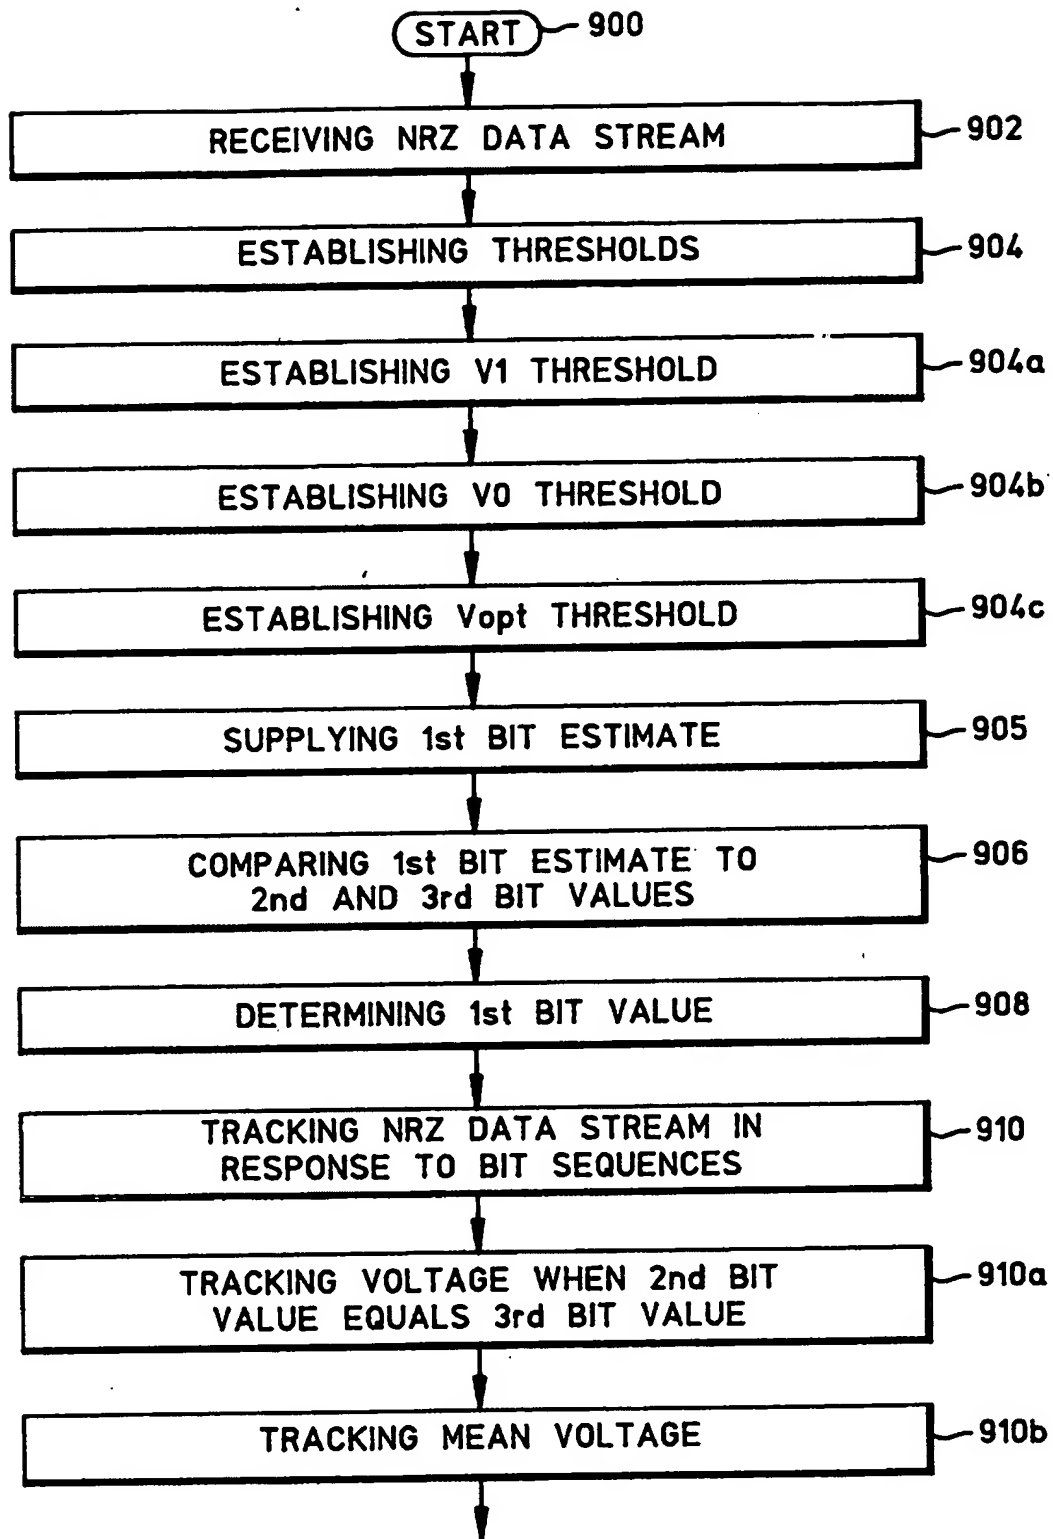 START 900
RECEIVING NRZ DATA STREAM 902
ESTABLISHING THRESHOLDS 904
ESTABLISHING V1 THRESHOLD 904a
ESTABLISHING V0 THRESHOLD 904b
ESTABLISHING Vopt THRESHOLD 904c
SUPPLYING 1st BIT ESTIMATE 905
COMPARING 1st BIT ESTIMATE TO
2nd AND 3rd BIT VALUES 906
DETERMINING 1st BIT VALUE 908
TRACKING NRZ DATA STREAM IN
RESPONSE TO BIT SEQUENCES 910
TRACKING VOLTAGE WHEN 2nd BIT
VALUE EQUALS 3rd BIT VALUE 910a
TRACKING MEAN VOLTAGE 910b